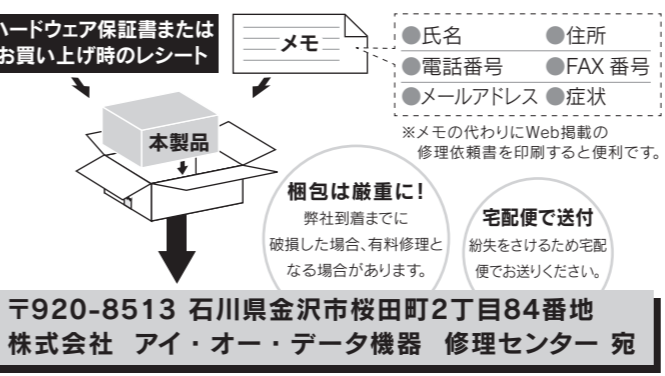 ハードウェア保証書または
お買い上げ時のレシート
メモ
●氏名 ●住所
●電話番号 ●FAX 番号
●メールアドレス ●症状
※メモの代わりにWeb掲載の
修理依頼書を印刷すると便利です。
本製品
梱包は厳重に!
弊社到着までに
破損した場合、有料修理と
なる場合があります。
宅配便で送付
紛失をさけるため宅配
便でお送りください。
〒920-8513 石川県金沢市桜田町2丁目84番地
株式会社 アイ・オー・データ機器 修理センター 宛